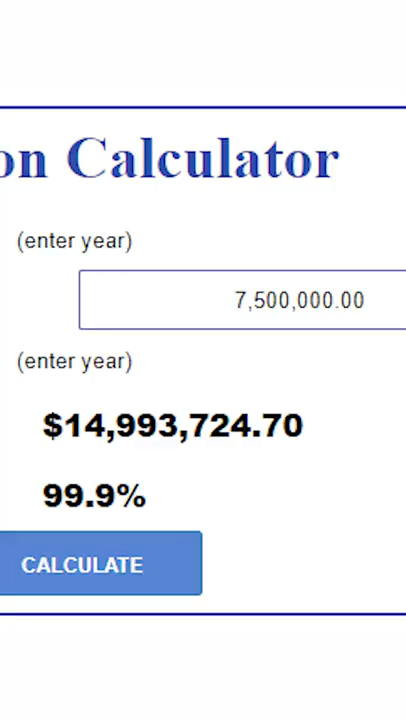 on Calculator
(enter year)
7,500,000.00
(enter year)
$14,993,724.70
99.9%
CALCULATE